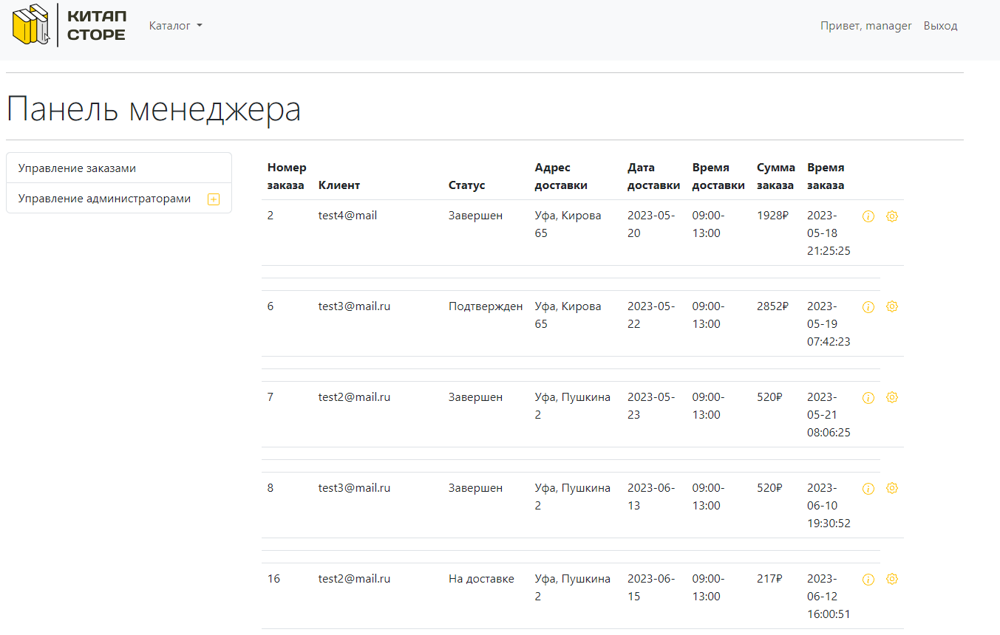 КИТАП
СТОРЕ
Каталог
Привет, manager Выход
Панель менеджера
Управление заказами
Управление администраторами
Номер заказа Клиент Статус Адрес доставки Дата доставки Время доставки Сумма заказа Время заказа
2 test4@mail Завершен Уфа, Кирова 1928₽ 2023-05- 09:00- 2023-
65 20 13:00 05-18
21:25:25
6 test3@mail.ru Подтвержден Уфа, Кирова 2023-05- 09:00- 2852₽ 2023-
65 22 13:00 05-19
07:42:23
7 test2@mail.ru Завершен Уфа, Пушкина 2023-05- 09:00- 520₽ 2023-
2 23 13:00 05-21
08:06:25
8 test3@mail.ru Завершен Уфа, Пушкина 2023-06- 09:00- 520₽ 2023-
2 13 13:00 06-10
19:30:52
16 test2@mail.ru На доставке Уфа, Пушкина 2023-06- 09:00- 217₽ 2023-
2 15 13:00 06-12
16:00:51